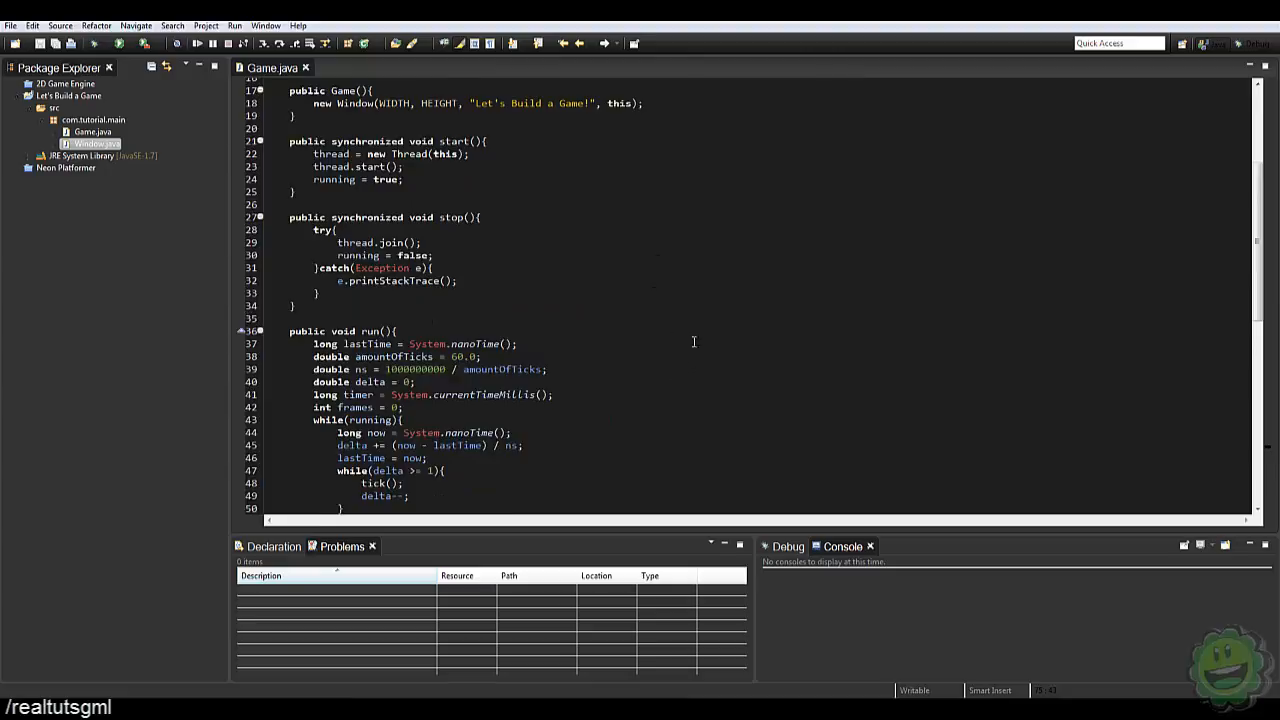 File Edit Source Refactor Navigate Search Project Run Window Help
Quick Access
Debug
Package Explorer
Game.java
2D Game Engine
Let's Build a Game
src
com.tutorial.main
Game.java
Window.java
JRE System Library [JavaSE-1.7]
Neon Platformer
17 public Game(){
18 new Window(WIDTH, HEIGHT, "Let's Build a Game!", this);
19 }
20
21 public synchronized void start(){
22 thread = new Thread(this);
23 thread.start();
24 running = true;
25 }
26
27 public synchronized void stop(){
28 try{
29 thread.join();
30 running = false;
31 }catch(Exception e){
32 e.printStackTrace();
33 }
34 }
35
36 public void run(){
37 long lastTime = System.nanoTime();
38 double amountOfTicks = 60.0;
39 double ns = 1000000000 / amountOfTicks;
40 double delta = 0;
41 long timer = System.currentTimeMillis();
42 int frames = 0;
43 while(running){
44 long now = System.nanoTime();
45 delta += (now - lastTime) / ns;
46 lastTime = now;
47 while(delta >= 1){
48 tick();
49 delta--;
50 }
Declaration Problems
0 items
Description Resource Path Location Type
Debug Console
No consoles to display at this time.
Writable Smart Insert 75 : 43
/realtutsgml